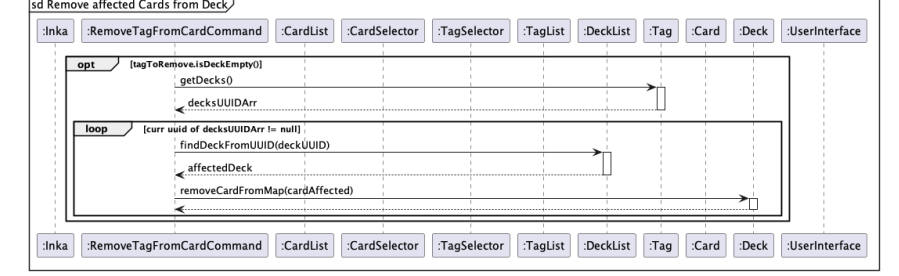 sd Remove affected Cards from Deck
:Inka :RemoveTagFromCardCommand :CardList :CardSelector :TagSelector :TagList :DeckList :Tag :Card :Deck :UserInterface
opt [tagToRemove.isDeckEmpty()]
getDecks()
decksUUIDArr
loop [curr uuid of decksUUIDArr != null]
findDeckFromUUID(deckUUID)
affectedDeck
removeCardFromMap(cardAffected)
:Inka :RemoveTagFromCardCommand :CardList :CardSelector :TagSelector :TagList :DeckList :Tag :Card :Deck :UserInterface